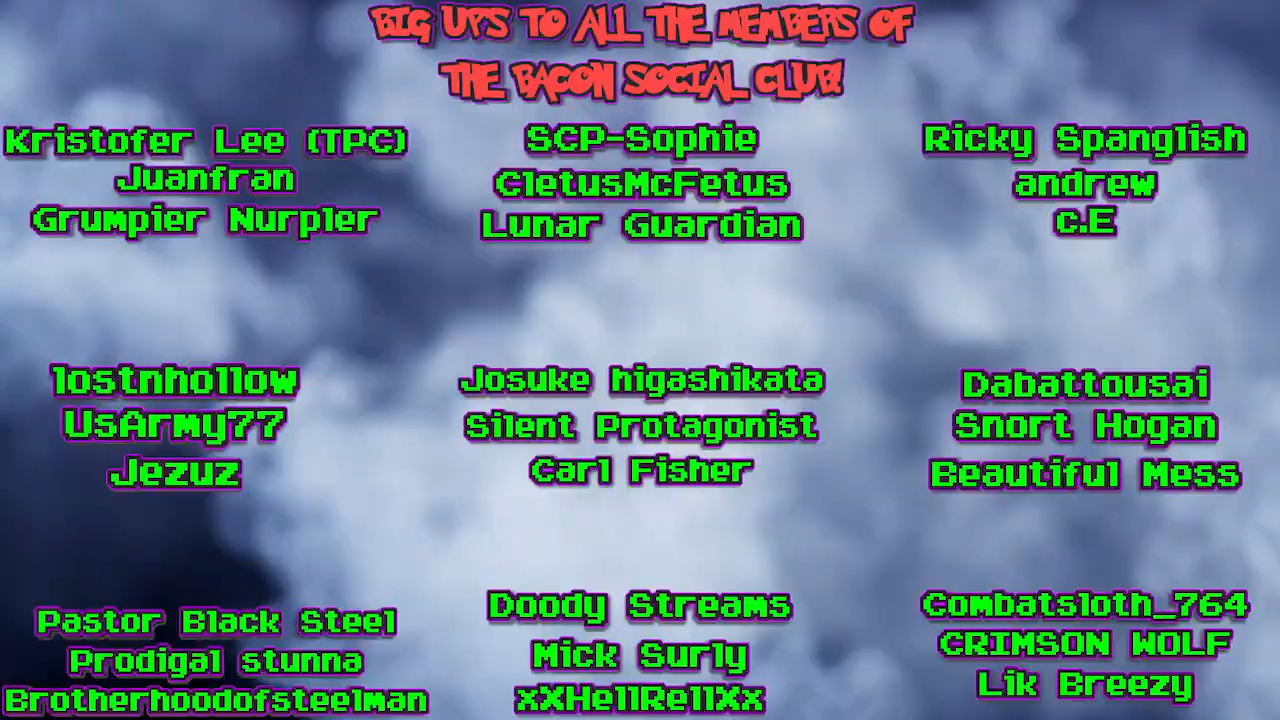 BIG UPS TO ALL THE MEMBERS OF
THE BACON SOCIAL CLUB!
Kristofer Lee (TPC)
Juanfran
Grumpier Nurpler
SCP-Sophie
CletusMcFetus
Lunar Guardian
Ricky Spanglish
andrew
C.E
lostnhollow
UsArmy77
Jezuz
Josuke higashikata
Silent Protagonist
Carl Fisher
Dabattousai
Snort Hogan
Beautiful Mess
Pastor Black Steel
Prodigal stunna
Brotherhoodofsteelman
Doody Streams
Mick Surly
xXHellRellXx
Combatsloth_764
CRIMSON WOLF
Lik Breezy